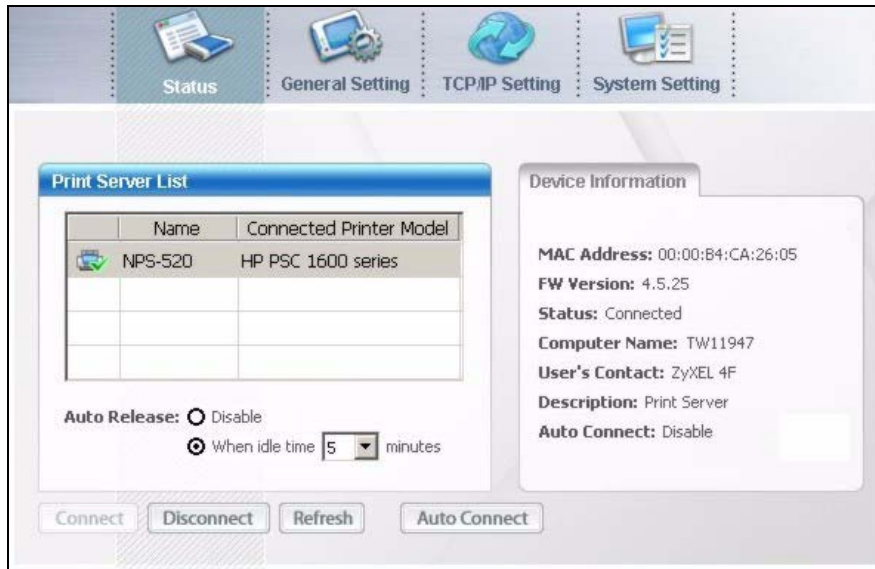 Status
General Setting
TCP/IP Setting
System Setting
Print Server List
Name Connected Printer Model
NPS-520 HP PSC 1600 series
Auto Release: Disable
When idle time 5 minutes
Device Information
MAC Address: 00:00:B4:CA:26:05
FW Version: 4.5.25
Status: Connected
Computer Name: TW11947
User's Contact: ZyXEL 4F
Description: Print Server
Auto Connect: Disable
Connect Disconnect Refresh Auto Connect